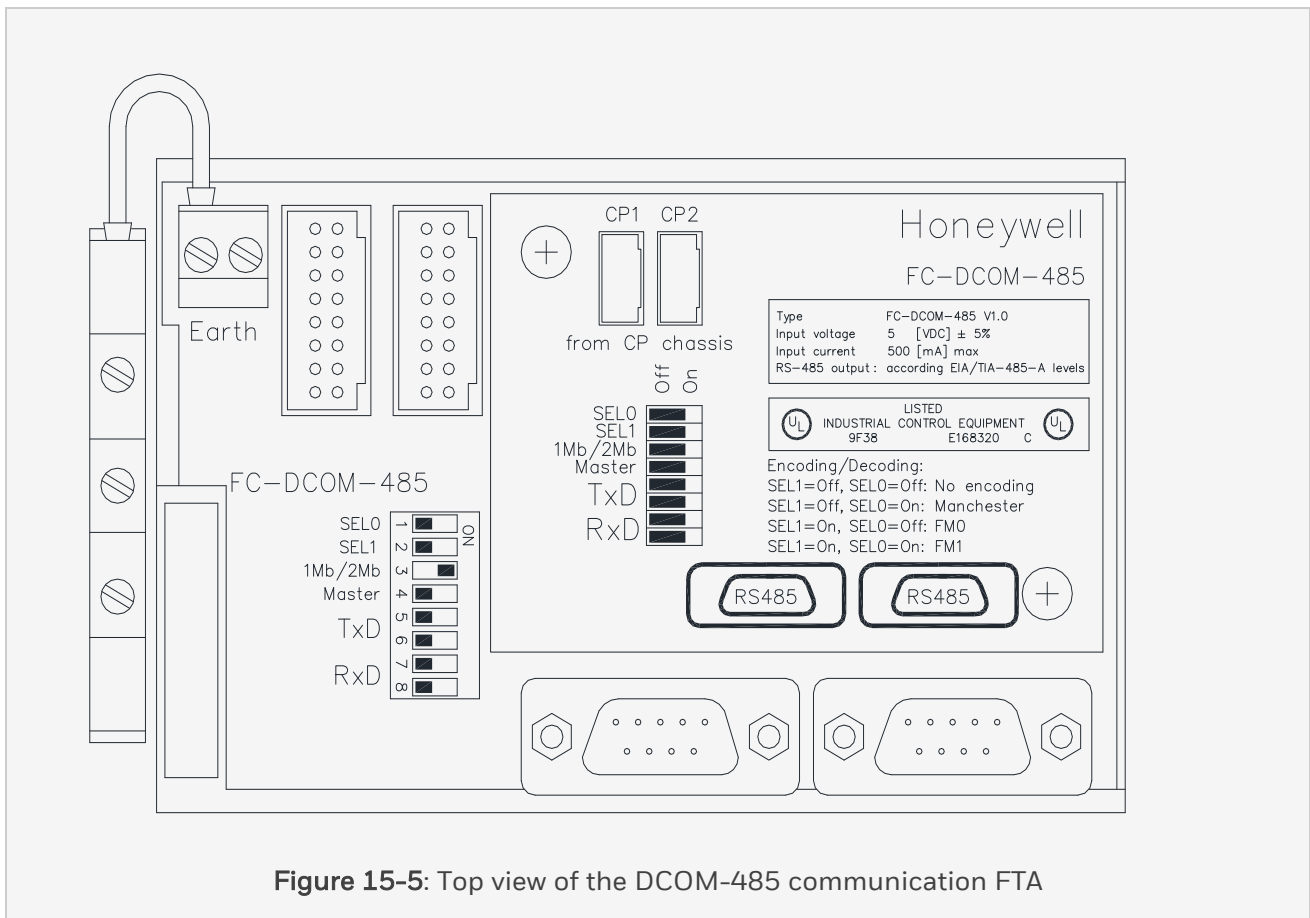 CP1 CP2
Honeywell
FC-DCOM-485
from CP chassis
Earth
Type FC-DCOM-485 V1.0
Input voltage 5 [VDC] ± 5%
Input current 500 [mA] max
RS-485 output: according EIA/TIA-485-A levels
Off On
SEL0
SEL1
1Mb/2Mb
Master
TxD
RxD
UL LISTED UL
INDUSTRIAL CONTROL EQUIPMENT
9F38 E168320 C
Encoding/Decoding:
SEL1=Off, SEL0=Off: No encoding
SEL1=Off, SEL0=On: Manchester
SEL1=On, SEL0=Off: FM0
SEL1=On, SEL0=On: FM1
RS485 RS485
FC-DCOM-485
ON
SEL0 1
SEL1 2
1Mb/2Mb 3
Master 4
TxD 5
6
RxD 7
8
Figure 15-5: Top view of the DCOM-485 communication FTA